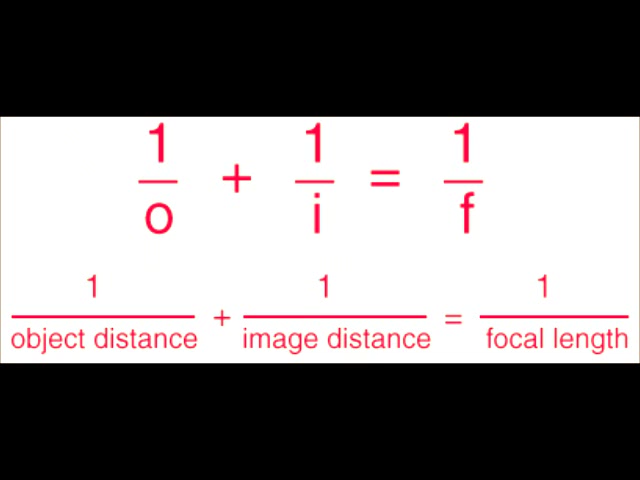 1/o + 1/i = 1/f
1/object distance + 1/image distance = 1/focal length